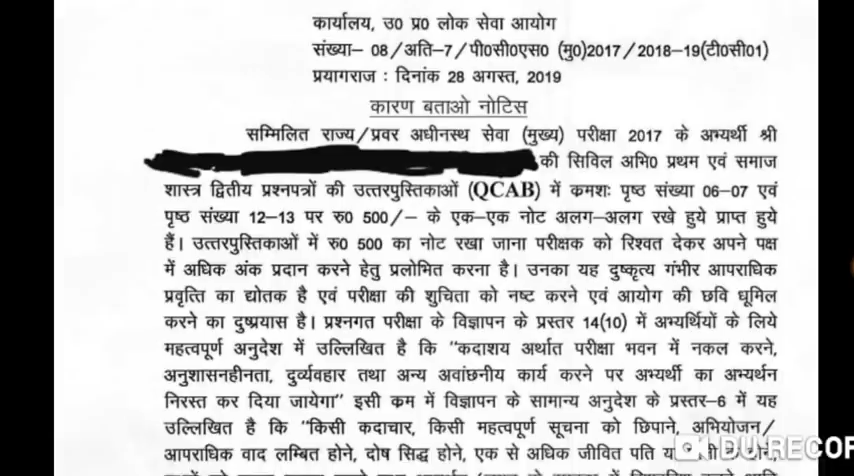 कार्यालय, उ0 प्र0 लोक सेवा आयोग
संख्या– 08/अति–7/पी0सी0एस0 (मु0)2017/2018–19(टी0सी01)
प्रयागराज : दिनांक 28 अगस्त, 2019
कारण बताओ नोटिस
सम्मिलित राज्य/प्रवर अधीनस्थ सेवा (मुख्य) परीक्षा 2017 के अभ्यर्थी श्री
की सिविल अभि0 प्रथम एवं समाज
शास्त्र द्वितीय प्रश्नपत्रों की उत्तरपुस्तिकाओं (QCAB) में क्रमशः पृष्ठ संख्या 06–07 एवं
पृष्ठ संख्या 12–13 पर रु0 500/– के एक–एक नोट अलग–अलग रखे हुये प्राप्त हुये
हैं। उत्तरपुस्तिकाओं में रु0 500 का नोट रखा जाना परीक्षक को रिश्वत देकर अपने पक्ष
में अधिक अंक प्रदान करने हेतु प्रलोभित करना है। उनका यह दुष्कृत्य गंभीर आपराधिक
प्रवृत्ति का द्योतक है एवं परीक्षा की शुचिता को नष्ट करने एवं आयोग की छवि धूमिल
करने का दुष्प्रयास है। प्रश्नगत परीक्षा के विज्ञापन के प्रस्तर 14(10) में अभ्यर्थियों के लिये
महत्वपूर्ण अनुदेश में उल्लिखित है कि “कदाशय अर्थात परीक्षा भवन में नकल करने,
अनुशासनहीनता, दुर्व्यवहार तथा अन्य अवांछनीय कार्य करने पर अभ्यर्थी का अभ्यर्थन
निरस्त कर दिया जायेगा” इसी क्रम में विज्ञापन के सामान्य अनुदेश के प्रस्तर–6 में यह
उल्लिखित है कि “किसी कदाचार, किसी महत्वपूर्ण सूचना को छिपाने, अभियोजन/
आपराधिक वाद लम्बित होने, दोष सिद्ध होने, एक से अधिक जीवित पति या
DU RECOR